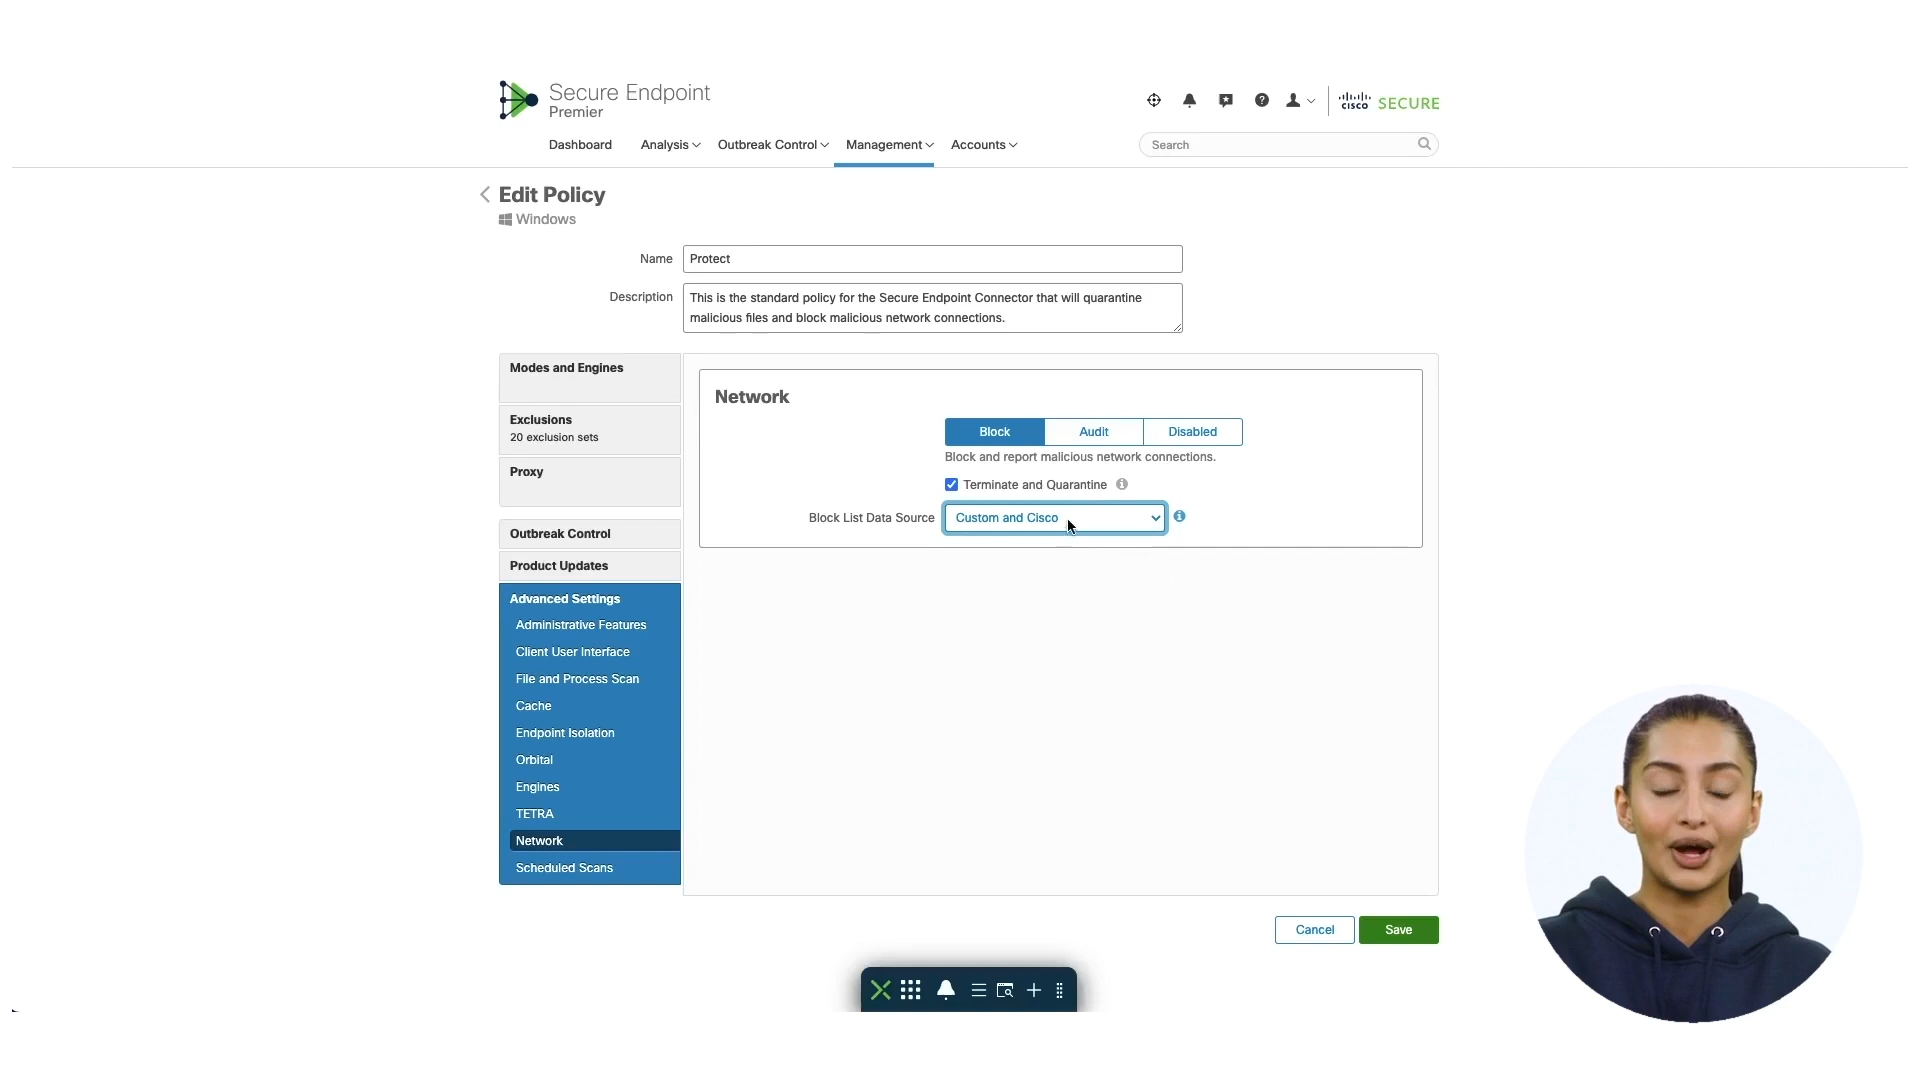 Secure Endpoint
Premier
CISCO SECURE
Dashboard Analysis Outbreak Control Management Accounts Search
Edit Policy
Windows
Name Protect
Description This is the standard policy for the Secure Endpoint Connector that will quarantine
malicious files and block malicious network connections.
Modes and Engines
Exclusions
20 exclusion sets
Proxy
Outbreak Control
Product Updates
Advanced Settings
Administrative Features
Client User Interface
File and Process Scan
Cache
Endpoint Isolation
Orbital
Engines
TETRA
Network
Scheduled Scans
Network
Block Audit Disabled
Block and report malicious network connections.
Terminate and Quarantine
Block List Data Source Custom and Cisco
Cancel Save